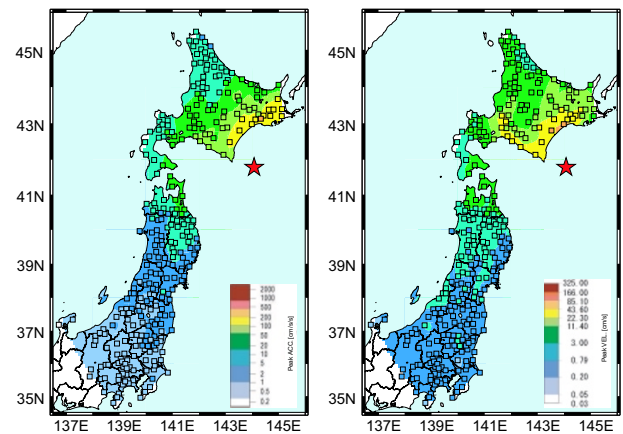 45N
43N
41N
39N
37N
35N
137E 139E 141E 143E 145E
2000
1000
500
200
100
50
20
10
5
2
1
0.5
0.2
Peak ACC. [cm/s/s]
45N
43N
41N
39N
37N
35N
137E 139E 141E 143E 145E
325.00
166.00
85.10
43.60
22.30
11.40
3.00
0.79
0.20
0.05
0.03
Peak VEL. [cm/s]